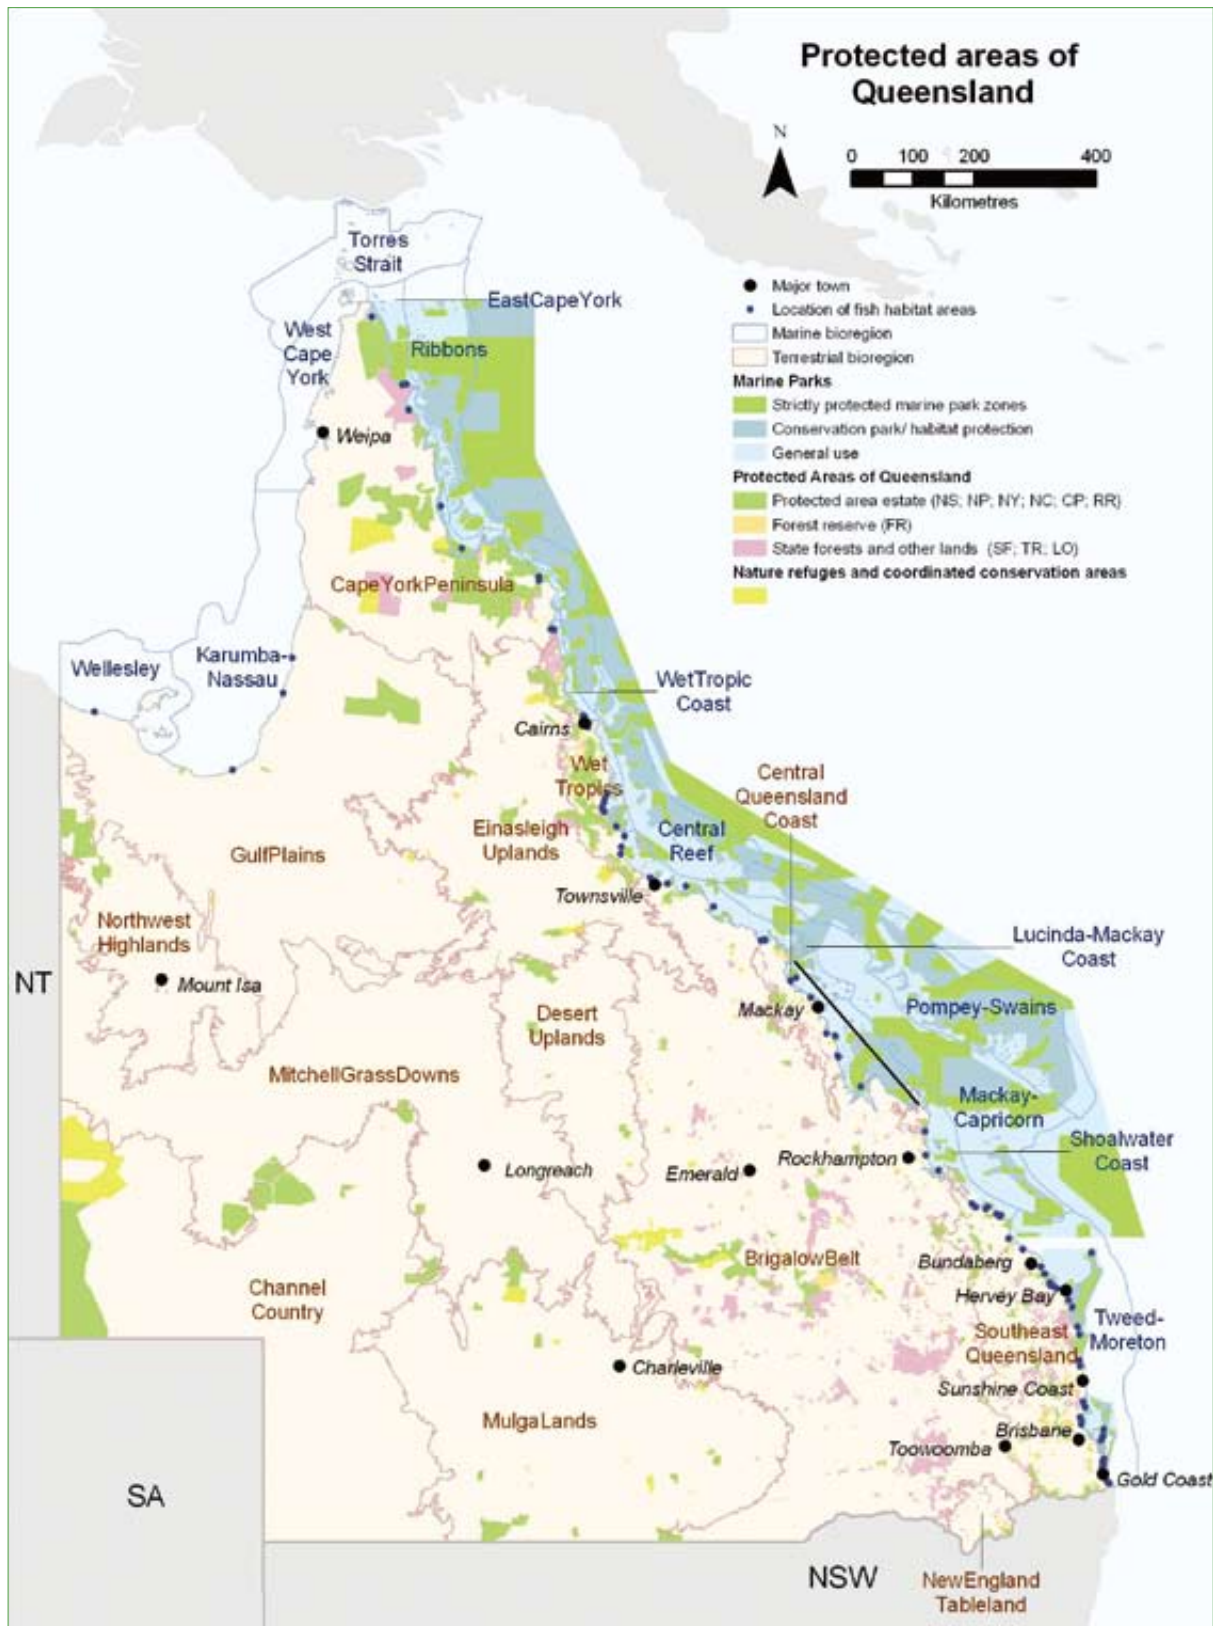 Protected areas of
Queensland
N
0 100 200 400
Kilometres
Major town
Location of fish habitat areas
Marine bioregion
Terrestrial bioregion
Marine Parks
Strictly protected marine park zones
Conservation park/ habitat protection
General use
Protected Areas of Queensland
Protected area estate (NS; NP; NY; NC; CP; RR)
Forest reserve (FR)
State forests and other lands (SF; TR; LO)
Nature refuges and coordinated conservation areas
Torres
Strait
EastCapeYork
West
Cape
York
Ribbons
Weipa
CapeYorkPeninsula
Wellesley
Karumba-
Nassau
WetTropic
Coast
Cairns
Wet
Tropics
Central
Queensland
Coast
Einasleigh
Uplands
Central
Reef
GulfPlains
Townsville
Northwest
Highlands
Lucinda-Mackay
Coast
NT
Mount Isa
Desert
Uplands
Mackay
Pompey-Swains
MitchellGrassDowns
Mackay-
Capricorn
Shoalwater
Coast
Longreach
Emerald
Rockhampton
BrigalowBelt
Bundaberg
Channel
Country
Hervey Bay
Tweed-
Moreton
Southeast
Queensland
Charleville
Sunshine Coast
MulgaLands
Brisbane
Toowoomba
Gold Coast
SA
NSW
NewEngland
Tableland